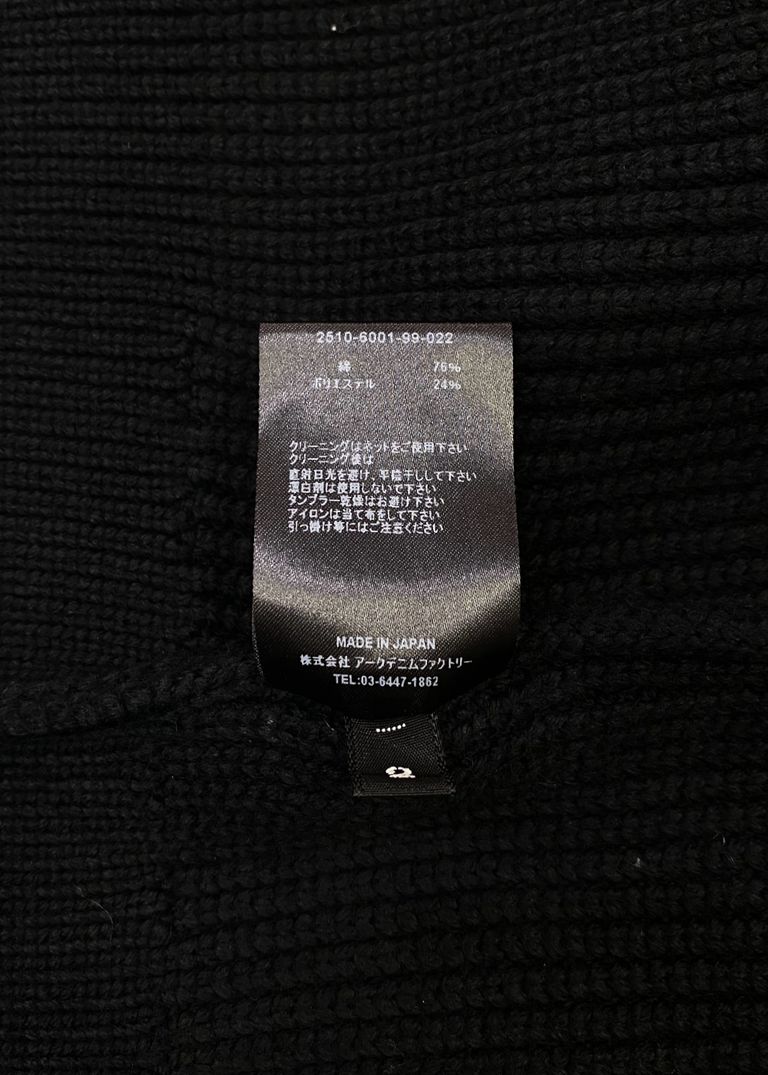 2510-6001-99-022
綿 76%
ポリエステル 24%
クリーニングはネットをご使用下さい
クリーニング後は
直射日光を避け、平陰干しして下さい
漂白剤は使用しないで下さい
タンブラー乾燥はお避け下さい
アイロンは当て布をして下さい
引っ掛け等にはご注意ください
MADE IN JAPAN
株式会社 アークデニムファクトリー
TEL:03-6447-1862
2